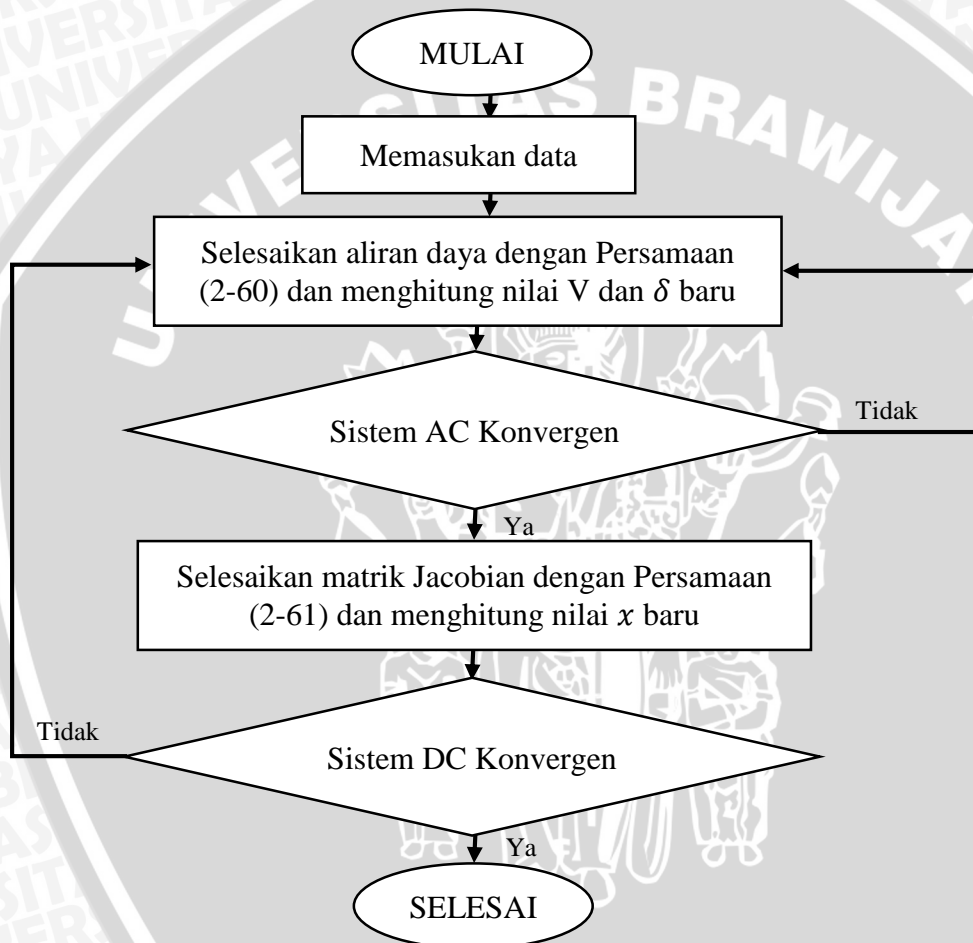 MULAI
Memasukan data
Selesaikan aliran daya dengan Persamaan
(2-60) dan menghitung nilai V dan 𝛿 baru
Sistem AC Konvergen
Tidak
Ya
Selesaikan matrik Jacobian dengan Persamaan
(2-61) dan menghitung nilai 𝑥 baru
Tidak
Sistem DC Konvergen
Ya
SELESAI